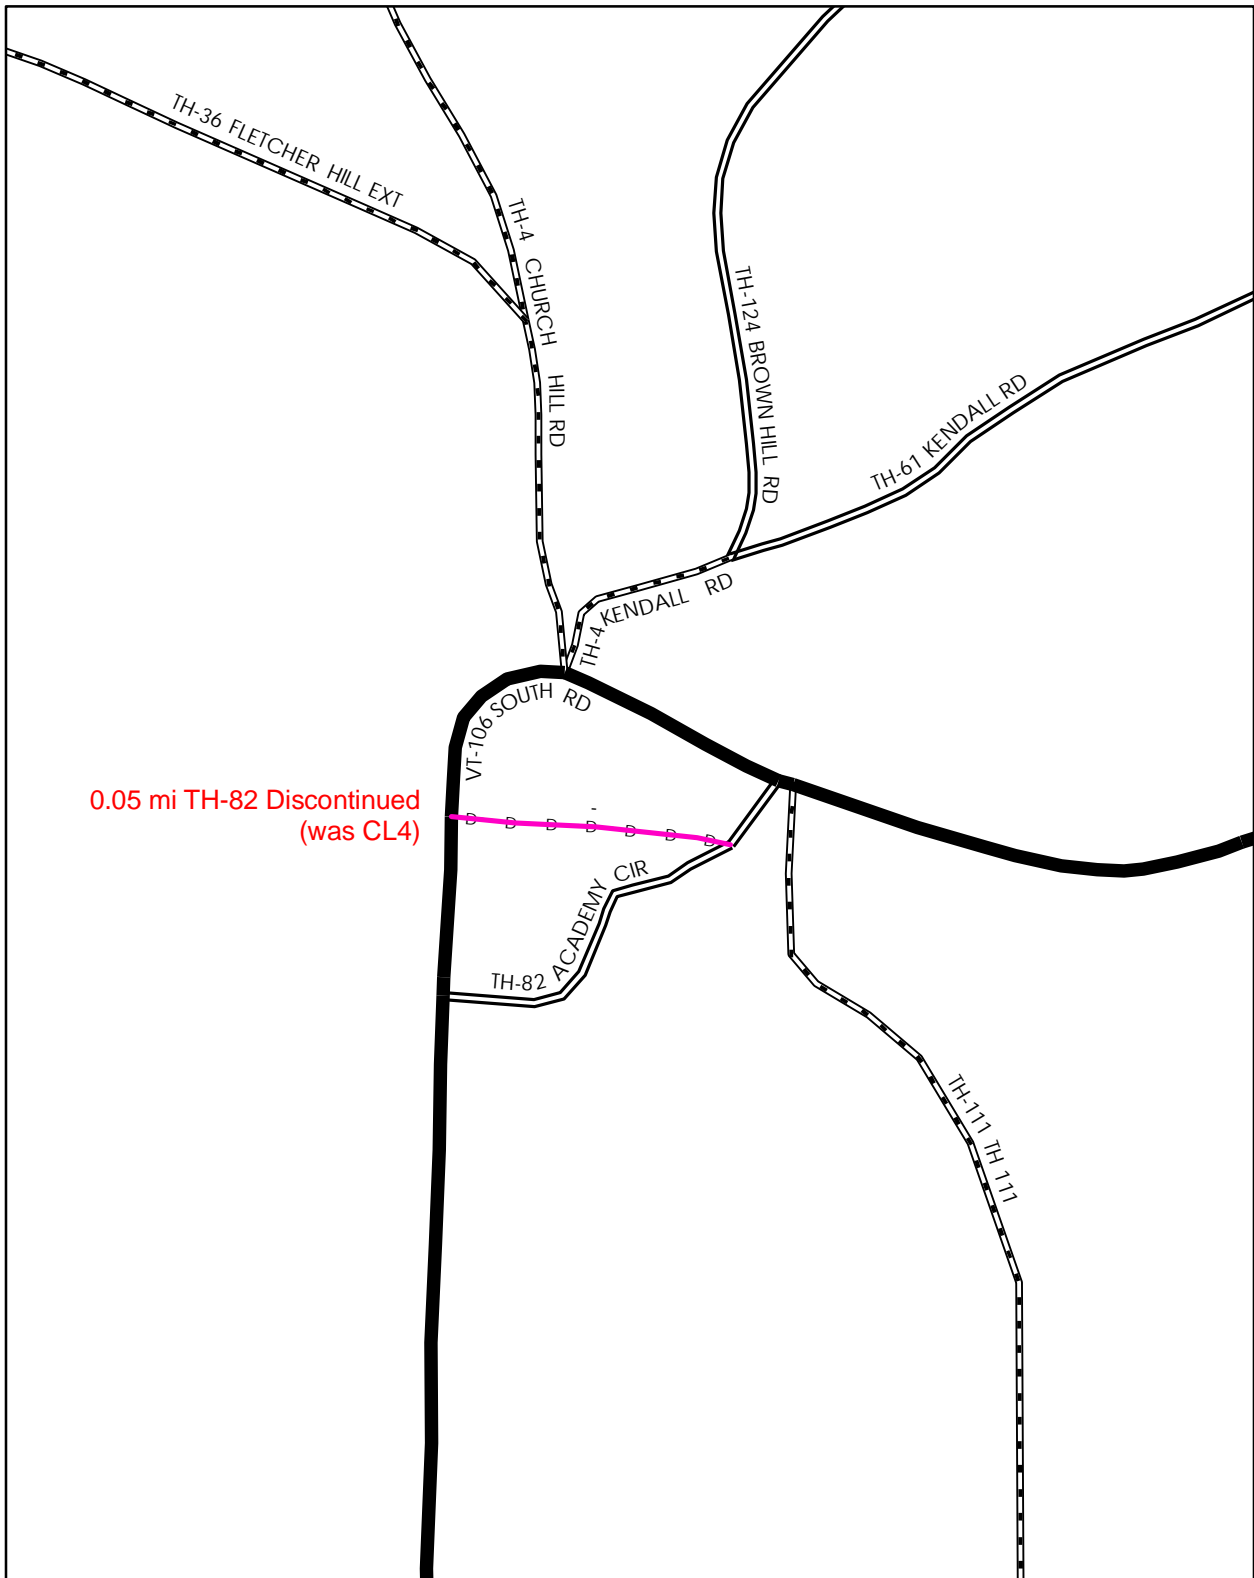 TH-36 FLETCHER HILL EXT
TH-4 CHURCH HILL RD
TH-124 BROWN HILL RD
TH-61 KENDALL RD
TH-4 KENDALL RD
VT-106 SOUTH RD
0.05 mi TH-82 Discontinued
(was CL4)
-
D D D D D D D
TH-82 ACADEMY CIR
TH-111 TH 111